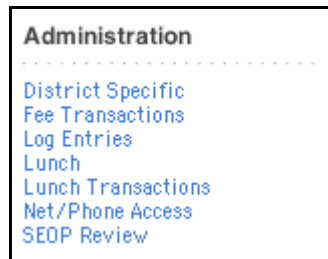 Administration
District Specific
Fee Transactions
Log Entries
Lunch
Lunch Transactions
Net/Phone Access
SEOP Review